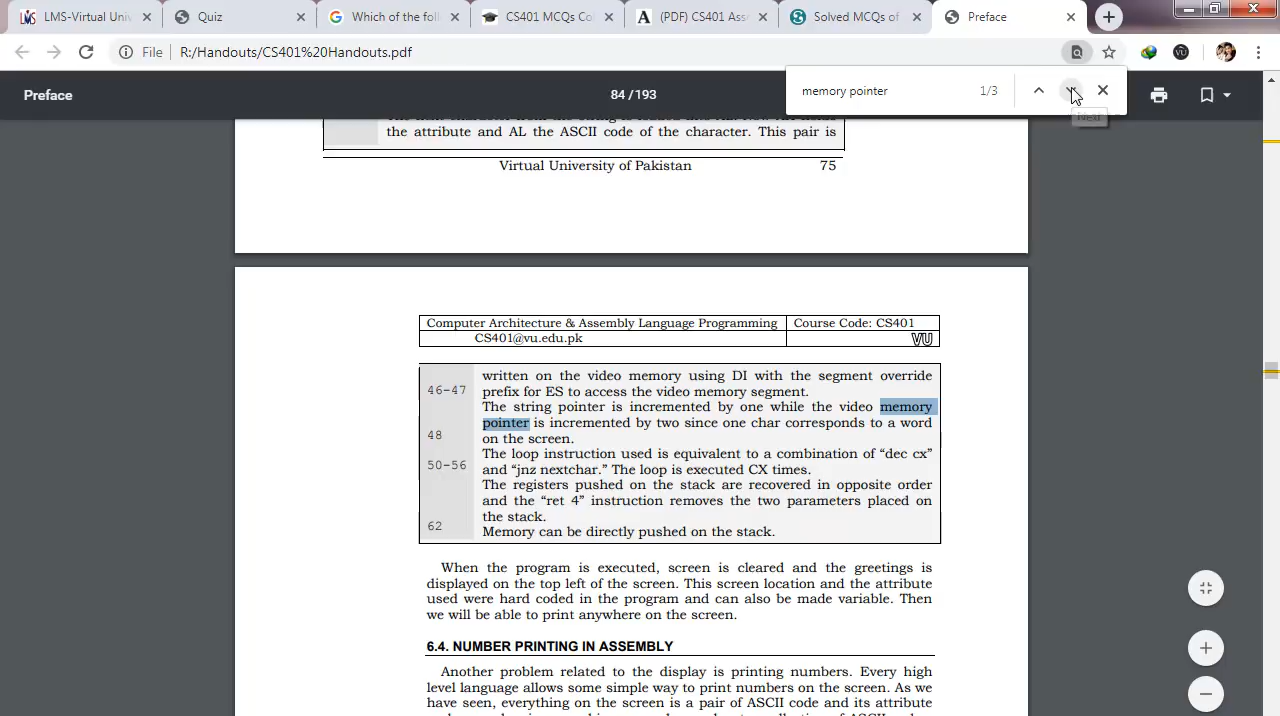 LMS-Virtual Univ
Quiz
Which of the foll
CS401 MCQs Co
(PDF) CS401 Ass
Solved MCQs of
Preface
File R:/Handouts/CS401%20Handouts.pdf
memory pointer 1/3
Preface 84 / 193
Next
the attribute and AL the ASCII code of the character. This pair is
Virtual University of Pakistan 75
Computer Architecture & Assembly Language Programming Course Code: CS401
CS401@vu.edu.pk VU
written on the video memory using DI with the segment override
46-47 prefix for ES to access the video memory segment.
The string pointer is incremented by one while the video memory
pointer is incremented by two since one char corresponds to a word
48 on the screen.
The loop instruction used is equivalent to a combination of “dec cx”
50-56 and “jnz nextchar.” The loop is executed CX times.
The registers pushed on the stack are recovered in opposite order
and the “ret 4” instruction removes the two parameters placed on
the stack.
62 Memory can be directly pushed on the stack.
When the program is executed, screen is cleared and the greetings is
displayed on the top left of the screen. This screen location and the attribute
used were hard coded in the program and can also be made variable. Then
we will be able to print anywhere on the screen.
6.4. NUMBER PRINTING IN ASSEMBLY
Another problem related to the display is printing numbers. Every high
level language allows some simple way to print numbers on the screen. As we
have seen, everything on the screen is a pair of ASCII code and its attribute